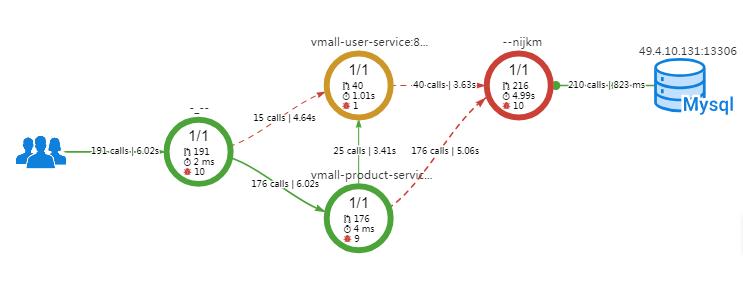 vmall-user-service:8...
--nijkm
49.4.10.131:13306
1/1
40
1.01s
1
40 calls | 3.63s
1/1
216
4.99s
10
210 calls | 823 ms
Mysql
-_--
15 calls | 4.64s
191 calls | 6.02s
1/1
191
2 ms
10
25 calls | 3.41s
176 calls | 5.06s
vmall-product-servic...
176 calls | 6.02s
1/1
176
4 ms
9